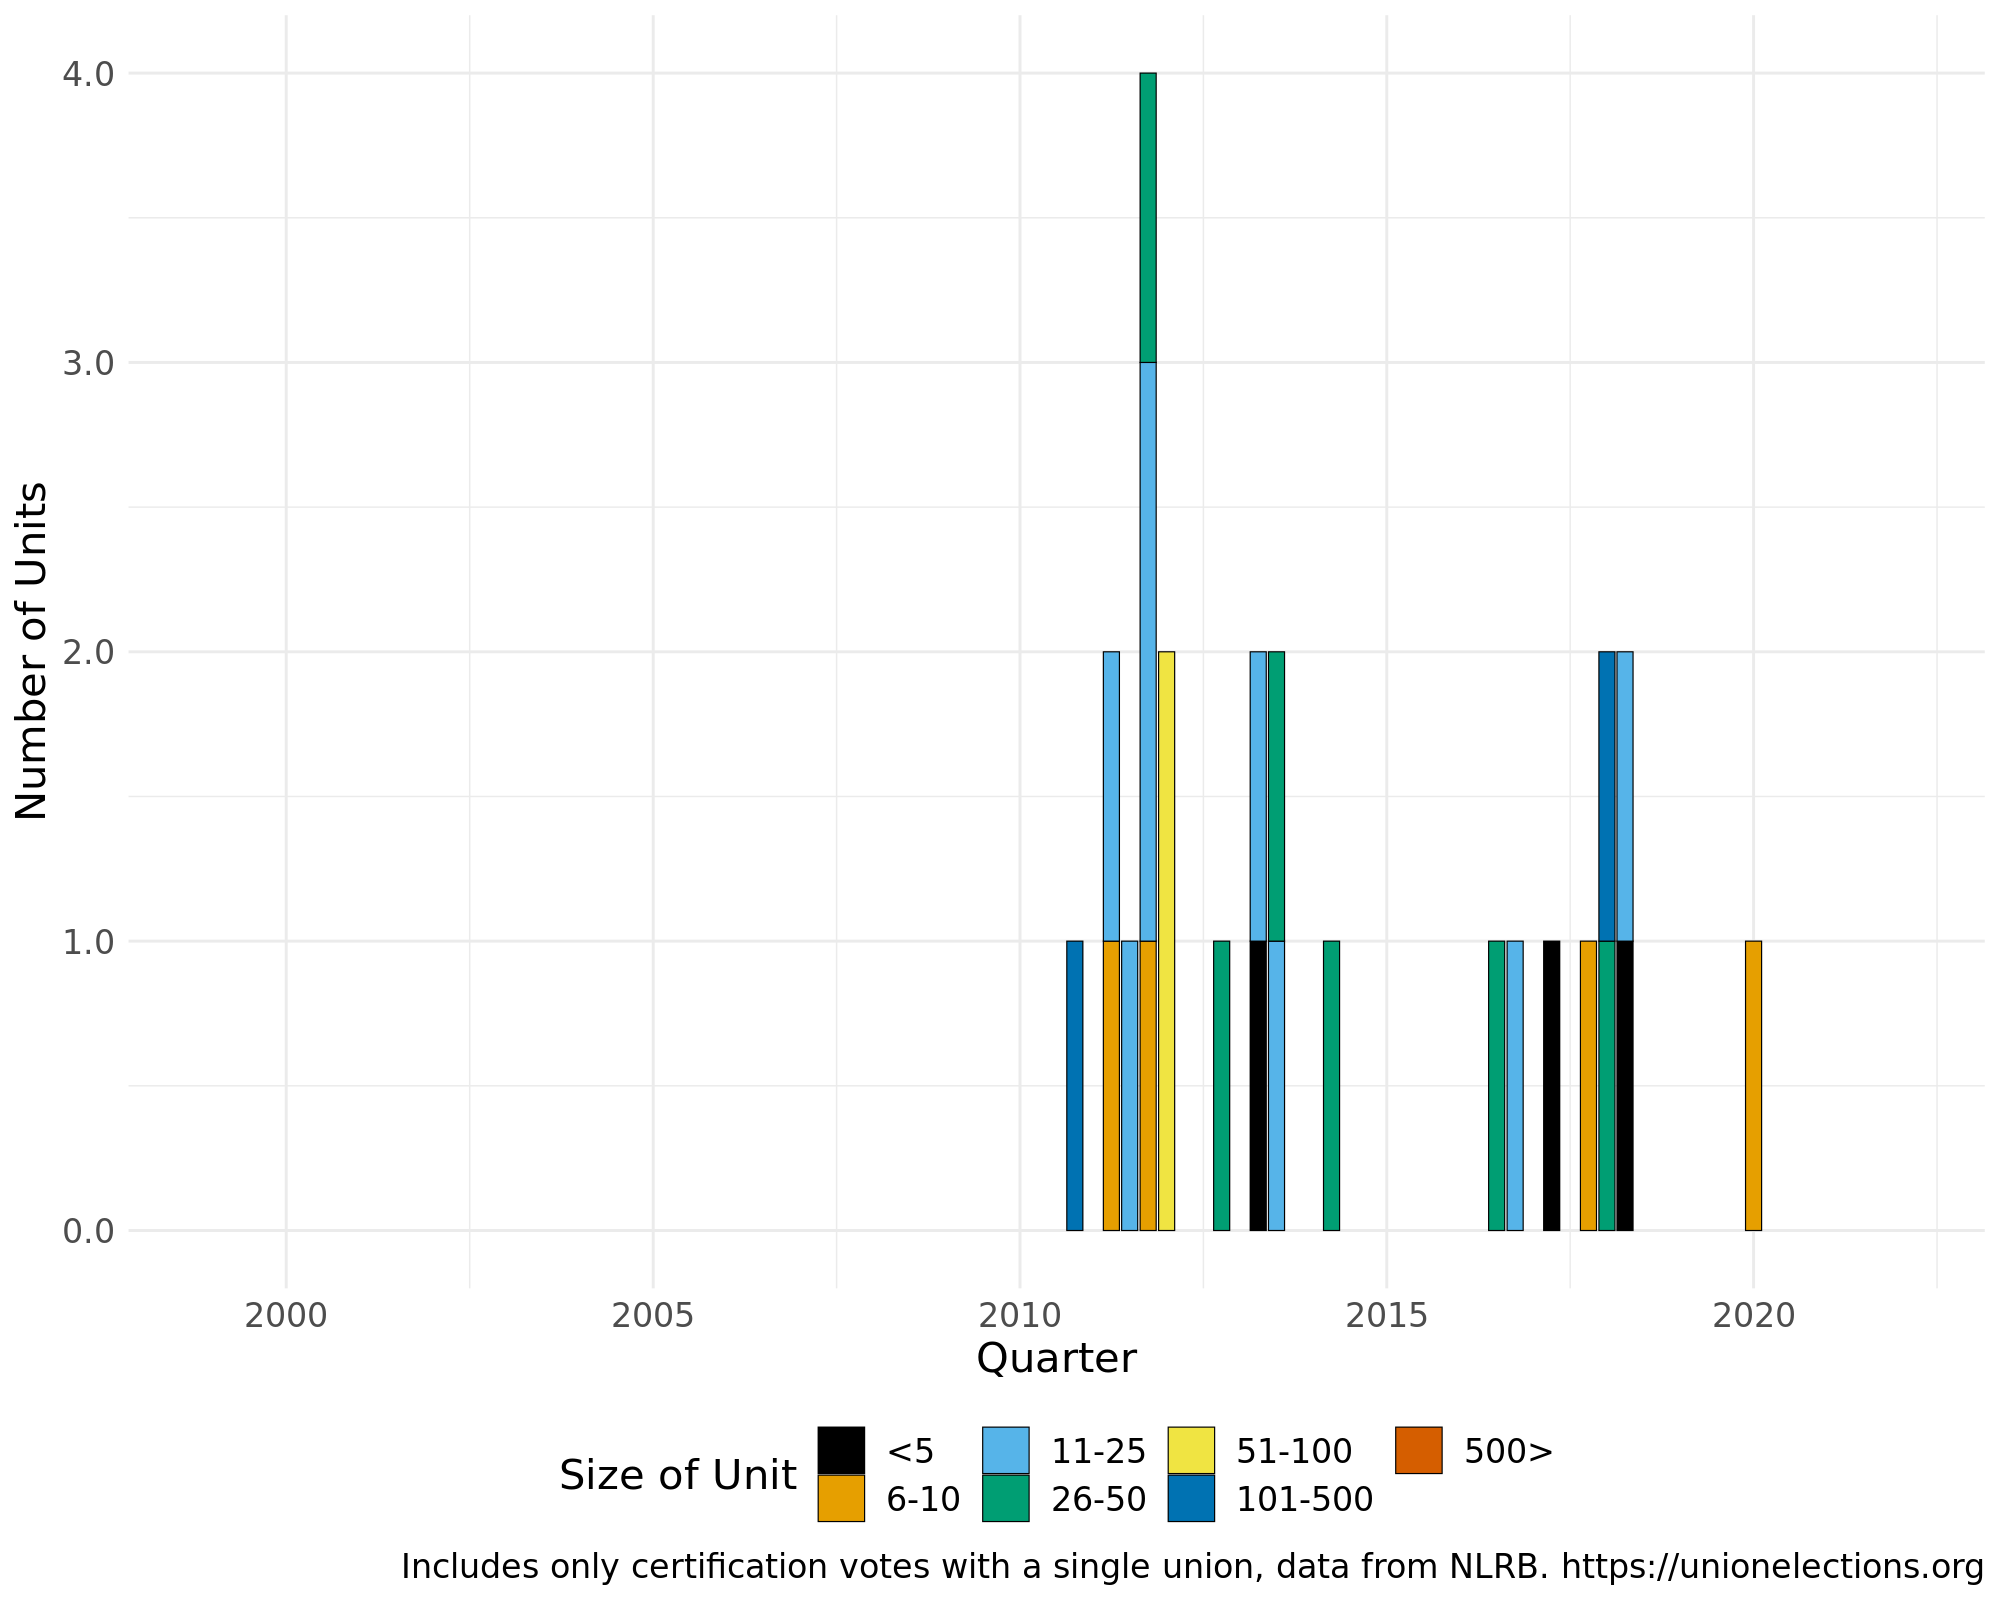 4.0
3.0
2.0
1.0
0.0
Number of Units
2000 2005 2010 2015 2020
Quarter
Size of Unit
<5 11-25 51-100 500>
6-10 26-50 101-500
Includes only certification votes with a single union, data from NLRB. https://unionelections.org